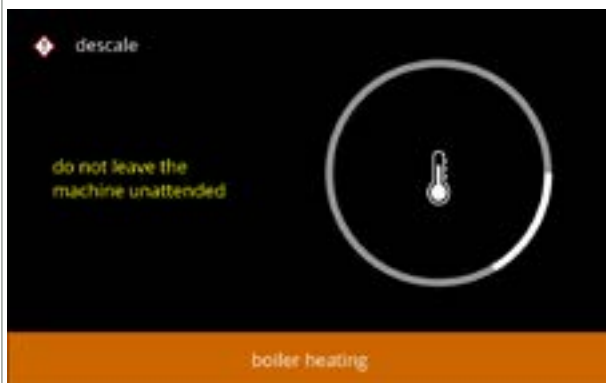 descale
do not leave the
machine unattended
boiler heating